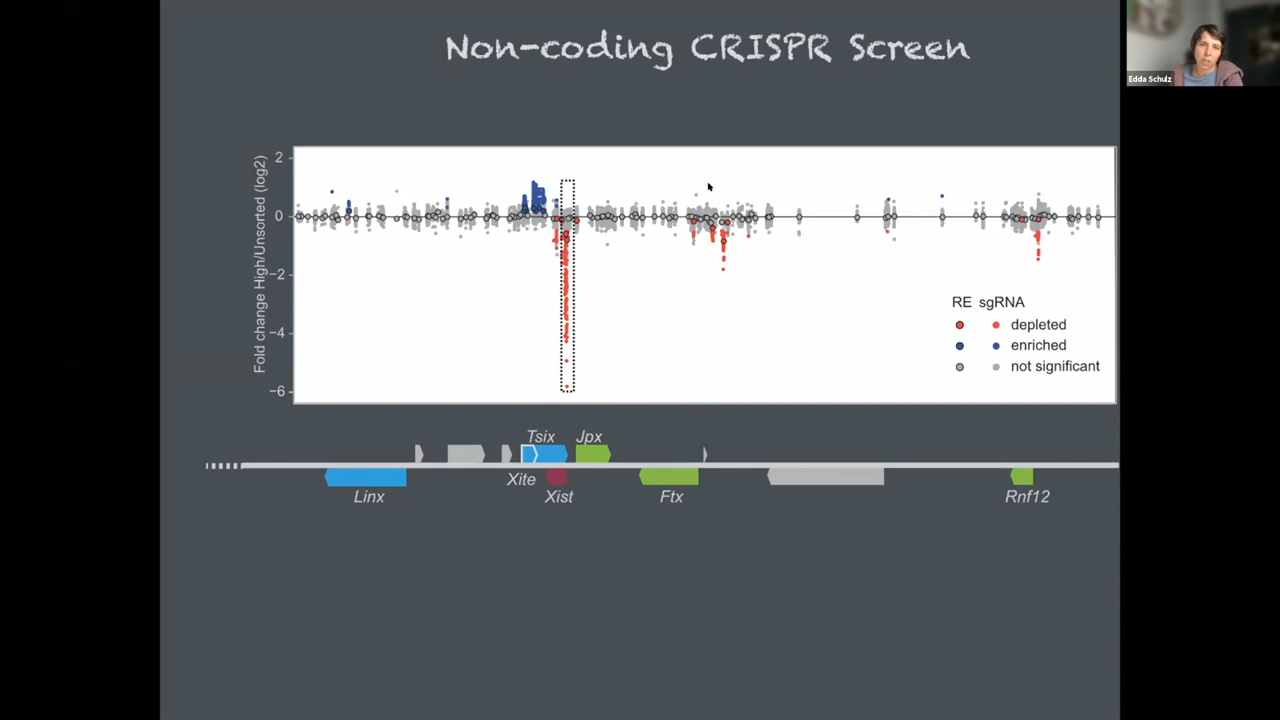 Non-coding CRISPR Screen
Edda Schulz
Fold change High/Unsorted (log2)
2
0
−2
−4
−6
RE sgRNA
depleted
enriched
not significant
Tsix Jpx
Xite
Linx Xist Ftx Rnf12